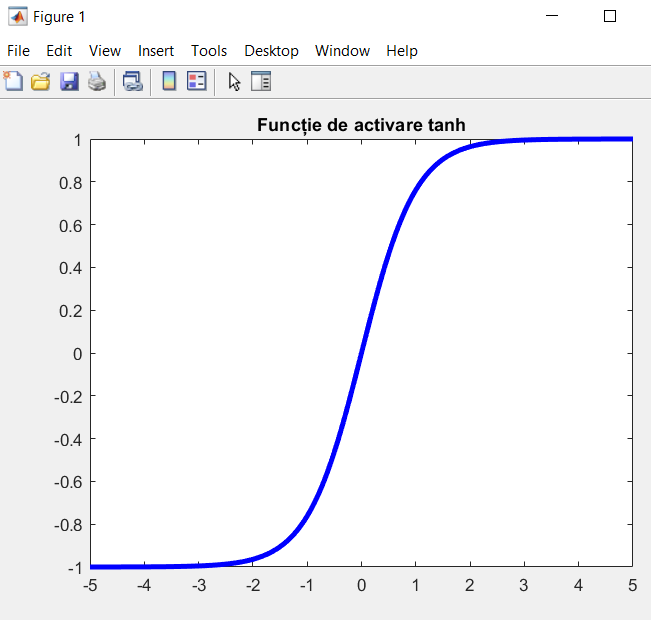 Figure 1
File Edit View Insert Tools Desktop Window Help
Funcție de activare tanh
1
0.8
0.6
0.4
0.2
0
-0.2
-0.4
-0.6
-0.8
-1
-5 -4 -3 -2 -1 0 1 2 3 4 5